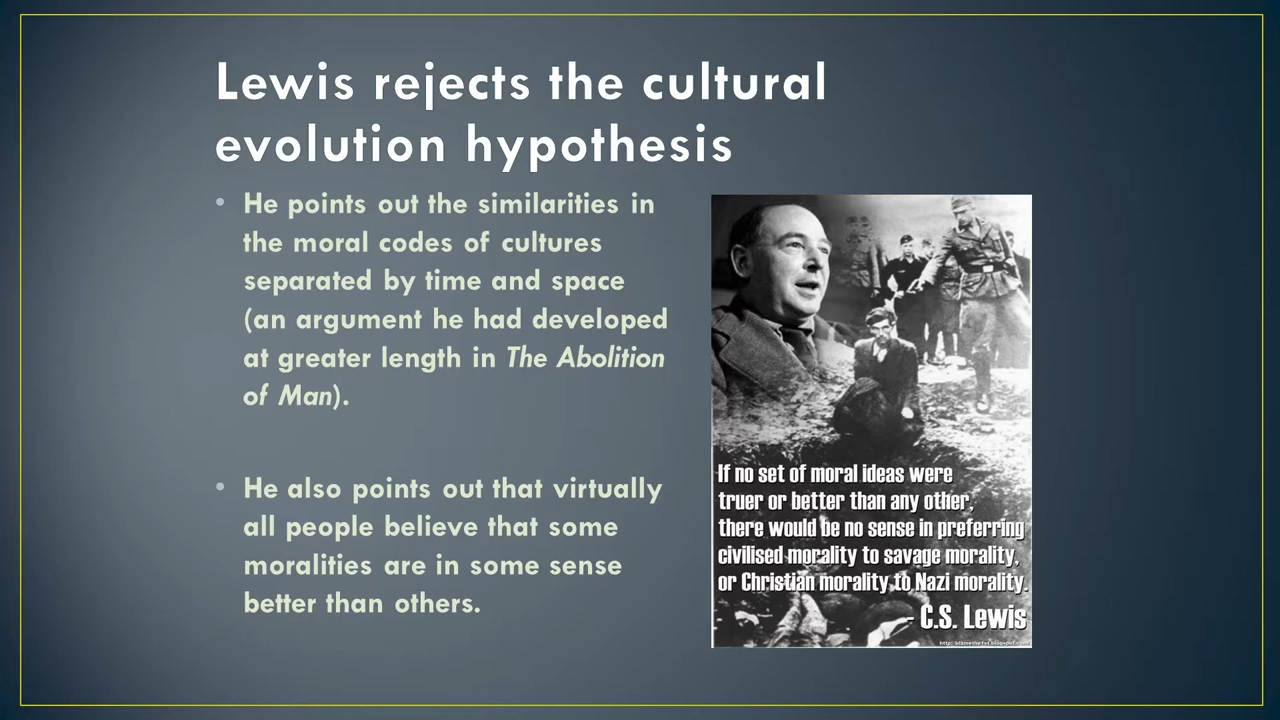 Lewis rejects the cultural
evolution hypothesis
• He points out the similarities in
the moral codes of cultures
separated by time and space
(an argument he had developed
at greater length in The Abolition
of Man).
• He also points out that virtually
all people believe that some
moralities are in some sense
better than others.
If no set of moral ideas were
truer or better than any other,
there would be no sense in preferring
civilised morality to savage morality,
or Christian morality to Nazi morality.
- C.S. Lewis